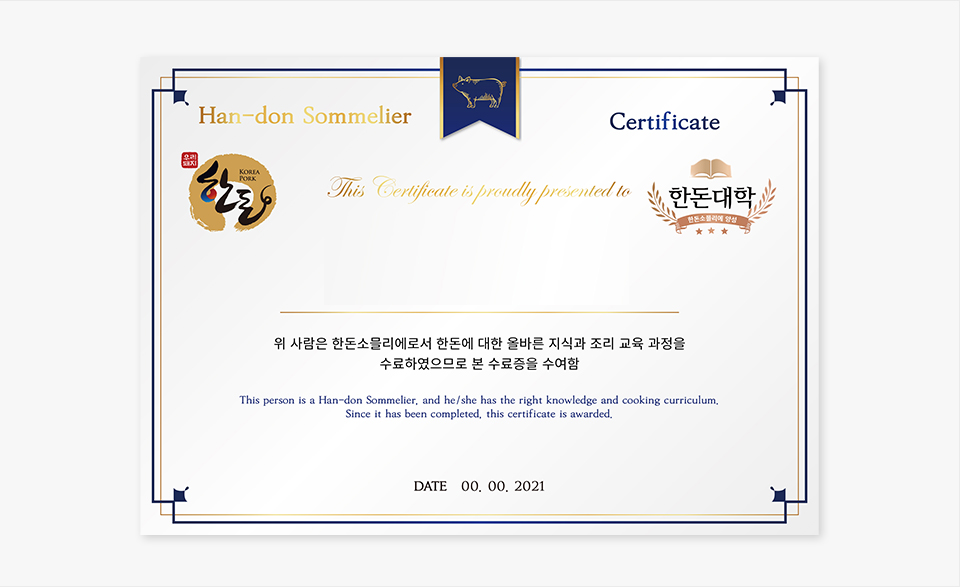 Han-don Sommelier
Certificate
우리
돼지
KOREA
PORK
한돈
This Certificate is proudly presented to
한돈대학
한돈소믈리에 양성
위 사람은 한돈소믈리에로서 한돈에 대한 올바른 지식과 조리 교육 과정을
수료하였으므로 본 수료증을 수여함
This person is a Han-don Sommelier, and he/she has the right knowledge and cooking curriculum.
Since it has been completed, this certificate is awarded.
DATE 00. 00. 2021